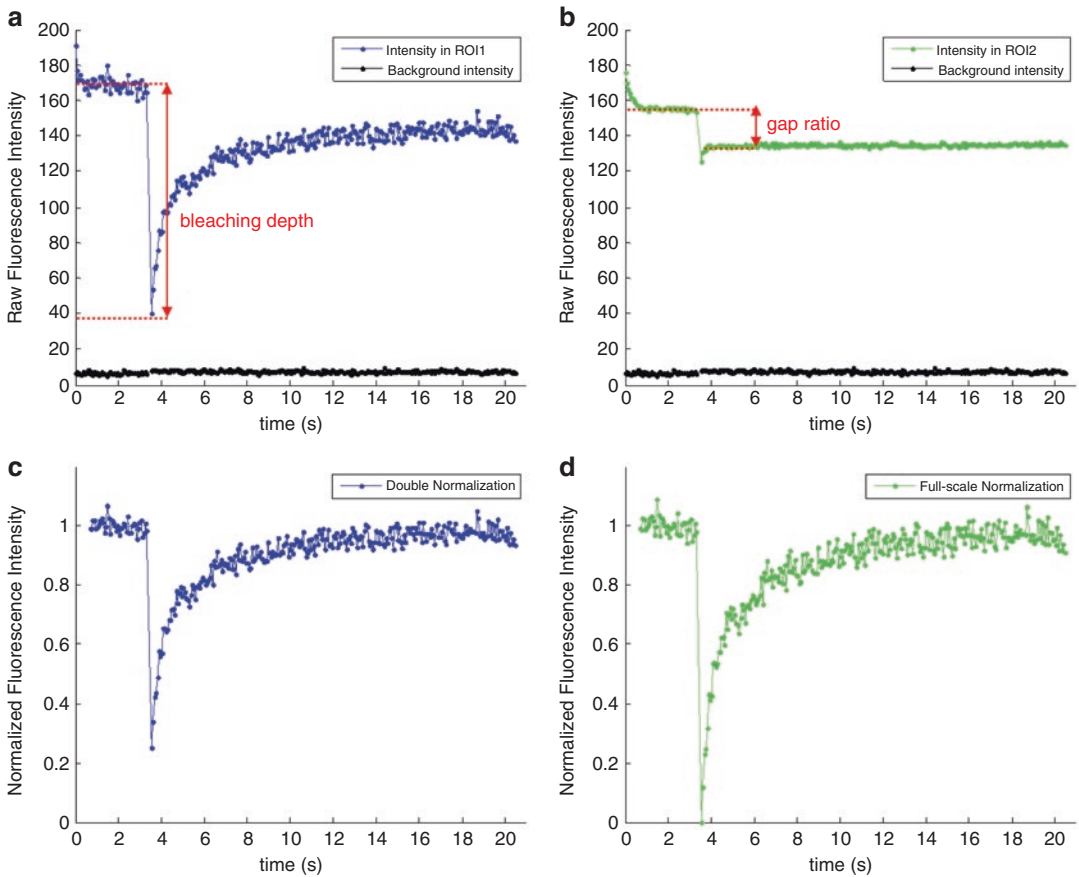 a
Raw Fluorescence Intensity
200
180
160
140
120
100
80
60
40
20
0
Intensity in ROI1
Background intensity
bleaching depth
0 2 4 6 8 10 12 14 16 18 20
time (s)
b
Raw Fluorescence Intensity
200
180
160
140
120
100
80
60
40
20
0
Intensity in ROI2
Background intensity
gap ratio
0 2 4 6 8 10 12 14 16 18 20
time (s)
c
Normalized Fluorescence Intensity
1
0.8
0.6
0.4
0.2
0
Double Normalization
0 2 4 6 8 10 12 14 16 18 20
time (s)
d
Normalized Fluorescence Intensity
1
0.8
0.6
0.4
0.2
0
Full-scale Normalization
0 2 4 6 8 10 12 14 16 18 20
time (s)